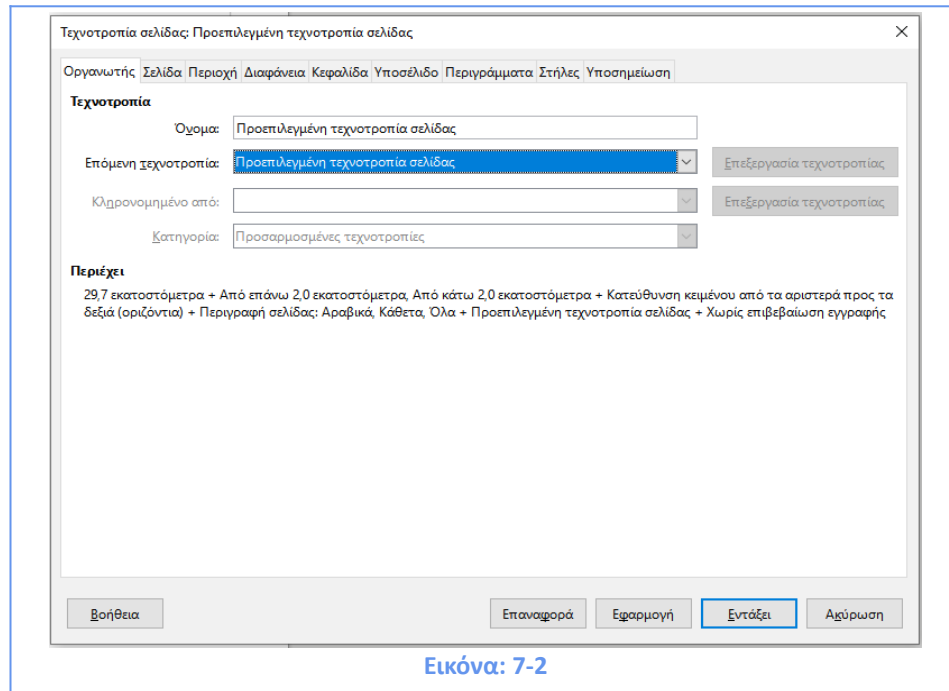 Τεχνοτροπία σελίδας: Προεπιλεγμένη τεχνοτροπία σελίδας
Οργανωτής Σελίδα Περιοχή Διαφάνεια Κεφαλίδα Υποσέλιδο Περιγράμματα Στήλες Υποσημείωση
Τεχνοτροπία
Όνομα: Προεπιλεγμένη τεχνοτροπία σελίδας
Επόμενη τεχνοτροπία: Προεπιλεγμένη τεχνοτροπία σελίδας Επεξεργασία τεχνοτροπίας
Κληρονομημένο από: Επεξεργασία τεχνοτροπίας
Κατηγορία: Προσαρμοσμένες τεχνοτροπίες
Περιέχει
29,7 εκατοστόμετρα + Από επάνω 2,0 εκατοστόμετρα, Από κάτω 2,0 εκατοστόμετρα + Κατεύθυνση κειμένου από τα αριστερά προς τα
δεξιά (οριζόντια) + Περιγραφή σελίδας: Αραβικά, Κάθετα, Όλα + Προεπιλεγμένη τεχνοτροπία σελίδας + Χωρίς επιβεβαίωση εγγραφής
Βοήθεια Επαναφορά Εφαρμογή Εντάξει Ακύρωση
Εικόνα: 7-2